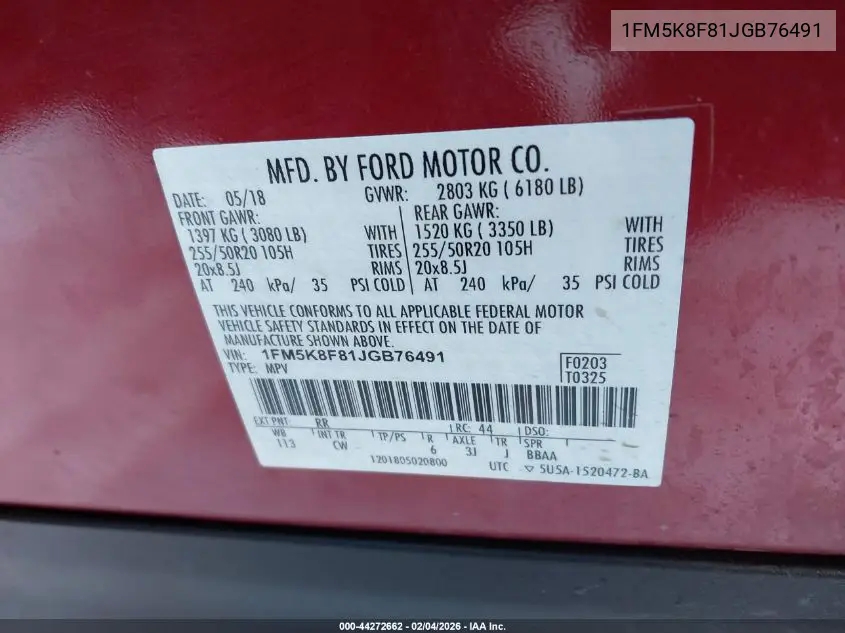 1FM5K8F81JGB76491
MFD. BY FORD MOTOR CO.
DATE: 05/18 GVWR: 2803 KG ( 6180 LB)
FRONT GAWR: REAR GAWR:
1397 KG ( 3080 LB) WITH 1520 KG ( 3350 LB) WITH
255/50R20 105H TIRES 255/50R20 105H TIRES
20x8.5J RIMS 20x8.5J RIMS
AT 240 kPa/ 35 PSI COLD AT 240 kPa/ 35 PSI COLD
THIS VEHICLE CONFORMS TO ALL APPLICABLE FEDERAL MOTOR
VEHICLE SAFETY STANDARDS IN EFFECT ON THE DATE OF
MANUFACTURE SHOWN ABOVE.
VIN: 1FM5K8F81JGB76491 F0203
TYPE: MPV T0325
EXT PNT: RR RC: 44 DSO:
WB INT TR TP/PS R AXLE TR SPR
113 CW 6 3J J BBAA
1201805020800 UTC ▽ 5U5A-1520472-BA
000-44272662 - 02/04/2026 - IAA Inc.